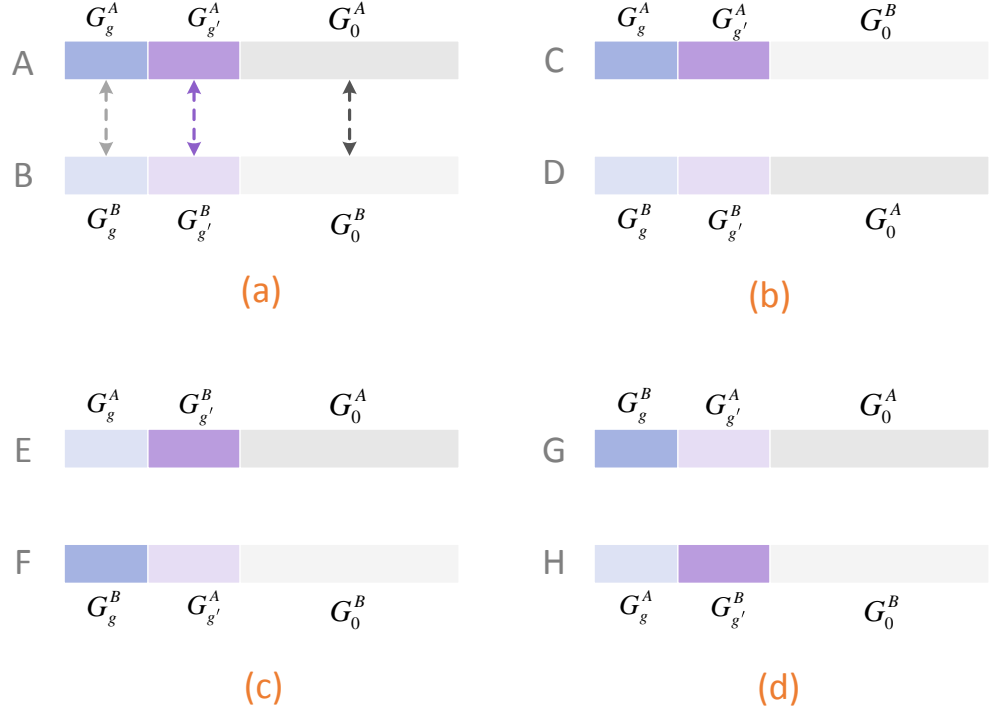 G_g^A G_{g'}^A G_0^A
A
B
G_g^B G_{g'}^B G_0^B
(a)
G_g^A G_{g'}^A G_0^B
C
D
G_g^B G_{g'}^B G_0^A
(b)
G_g^A G_{g'}^B G_0^A
E
F
G_g^B G_{g'}^A G_0^B
(c)
G_g^B G_{g'}^A G_0^A
G
H
G_g^A G_{g'}^B G_0^B
(d)